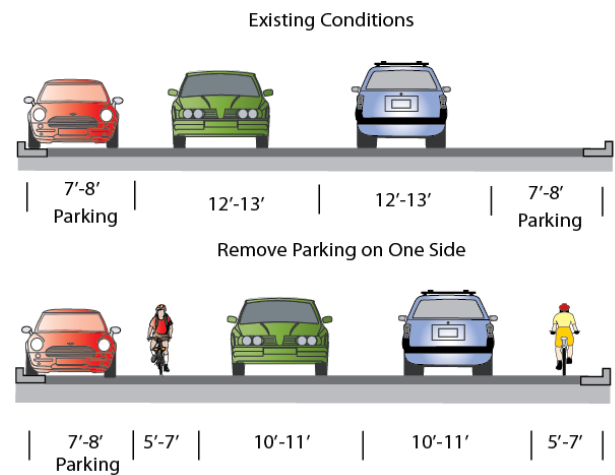 Existing Conditions
7'-8'
Parking
12'-13'
12'-13'
7'-8'
Parking
Remove Parking on One Side
7'-8'
Parking
5'-7'
10'-11'
10'-11'
5'-7'